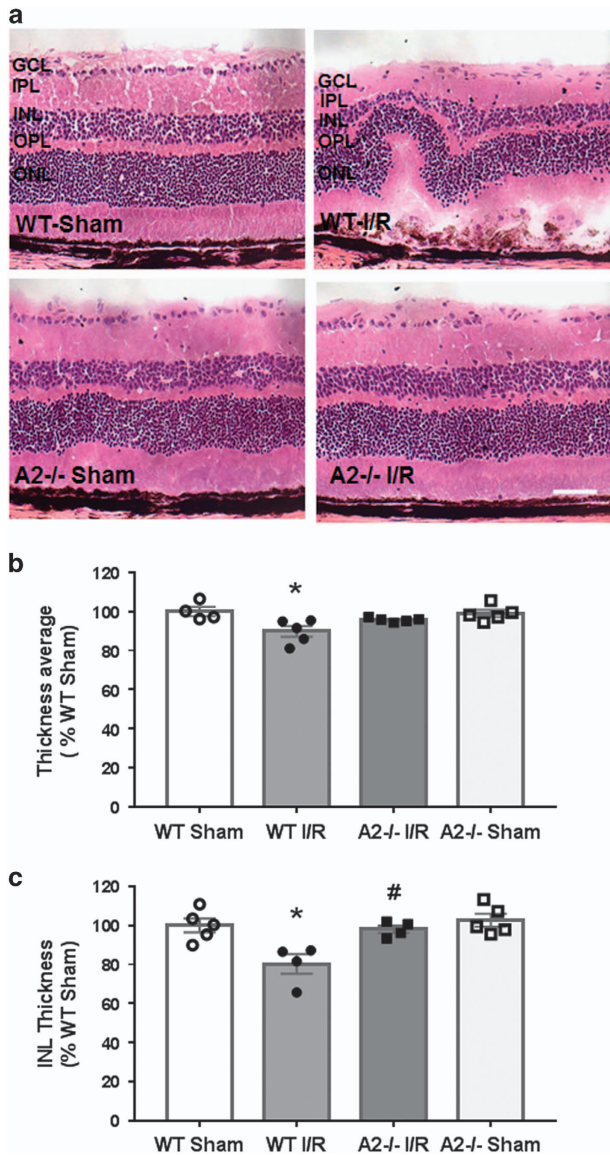 a
GCL
IPL
INL
OPL
ONL
WT-Sham
GCL
IPL
INL
OPL
ONL
WT-I/R
A2-/- Sham
A2-/- I/R
b
Thickness average
( % WT Sham)
120
100
80
60
40
20
0
*
WT Sham
WT I/R
A2-/- I/R
A2-/- Sham
c
INL Thickness
(% WT Sham)
120
100
80
60
40
20
0
*
#
WT Sham
WT I/R
A2-/- I/R
A2-/- Sham